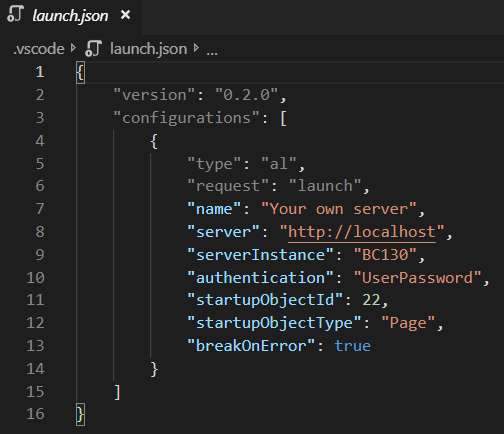 launch.json ×
.vscode > launch.json > ...
1 {
2     "version": "0.2.0",
3     "configurations": [
4         {
5             "type": "al",
6             "request": "launch",
7             "name": "Your own server",
8             "server": "http://localhost",
9             "serverInstance": "BC130",
10             "authentication": "UserPassword",
11             "startupObjectId": 22,
12             "startupObjectType": "Page",
13             "breakOnError": true
14         }
15     ]
16 }